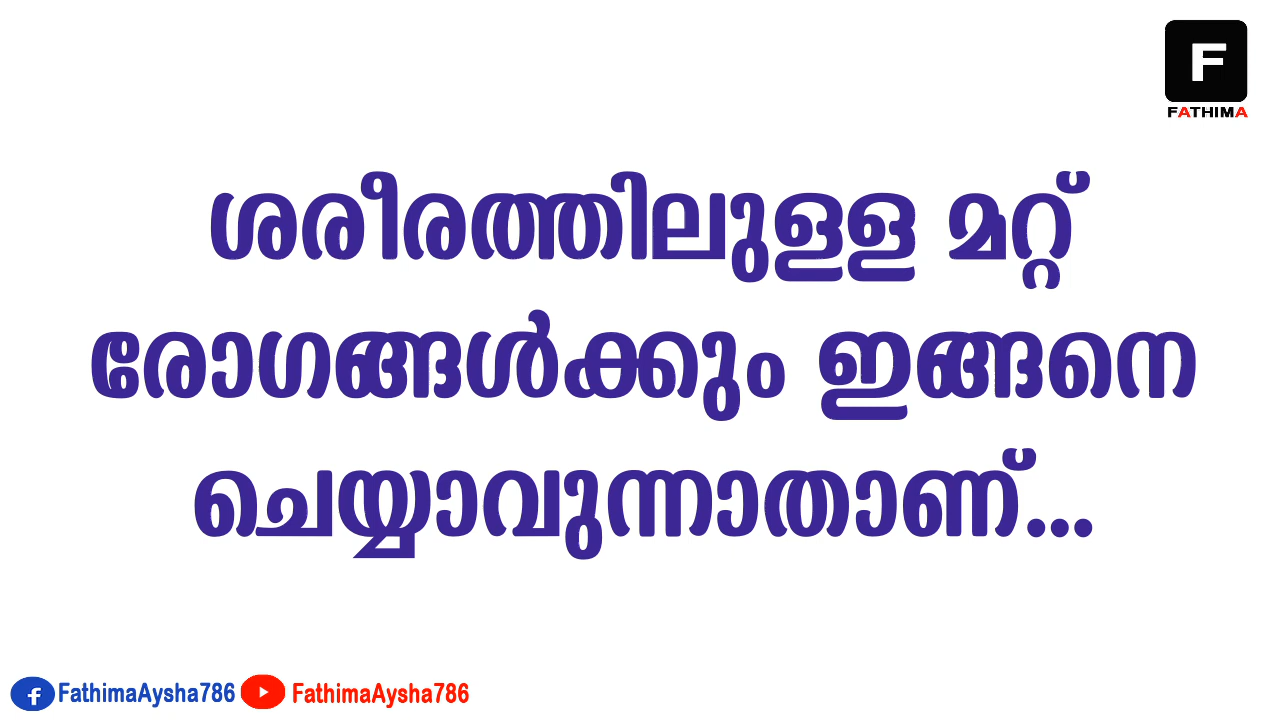 F
FATHIMA
ശരീരത്തിലുള്ള മറ്റ്
രോഗങ്ങൾക്കും ഇങ്ങനെ
ചെയ്യാവുന്നാതാണ്...
FathimaAysha786 FathimaAysha786